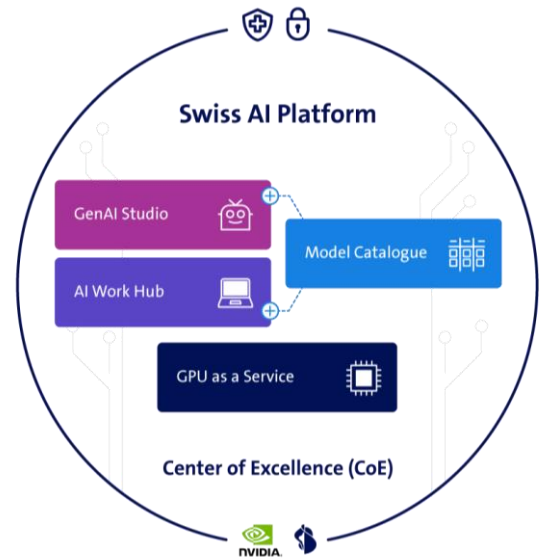 Swiss AI Platform
GenAI Studio
Model Catalogue
AI Work Hub
GPU as a Service
Center of Excellence (CoE)
NVIDIA.